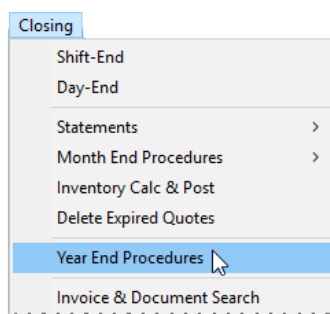 Closing
Shift-End
Day-End
Statements
Month End Procedures
Inventory Calc & Post
Delete Expired Quotes
Year End Procedures
Invoice & Document Search